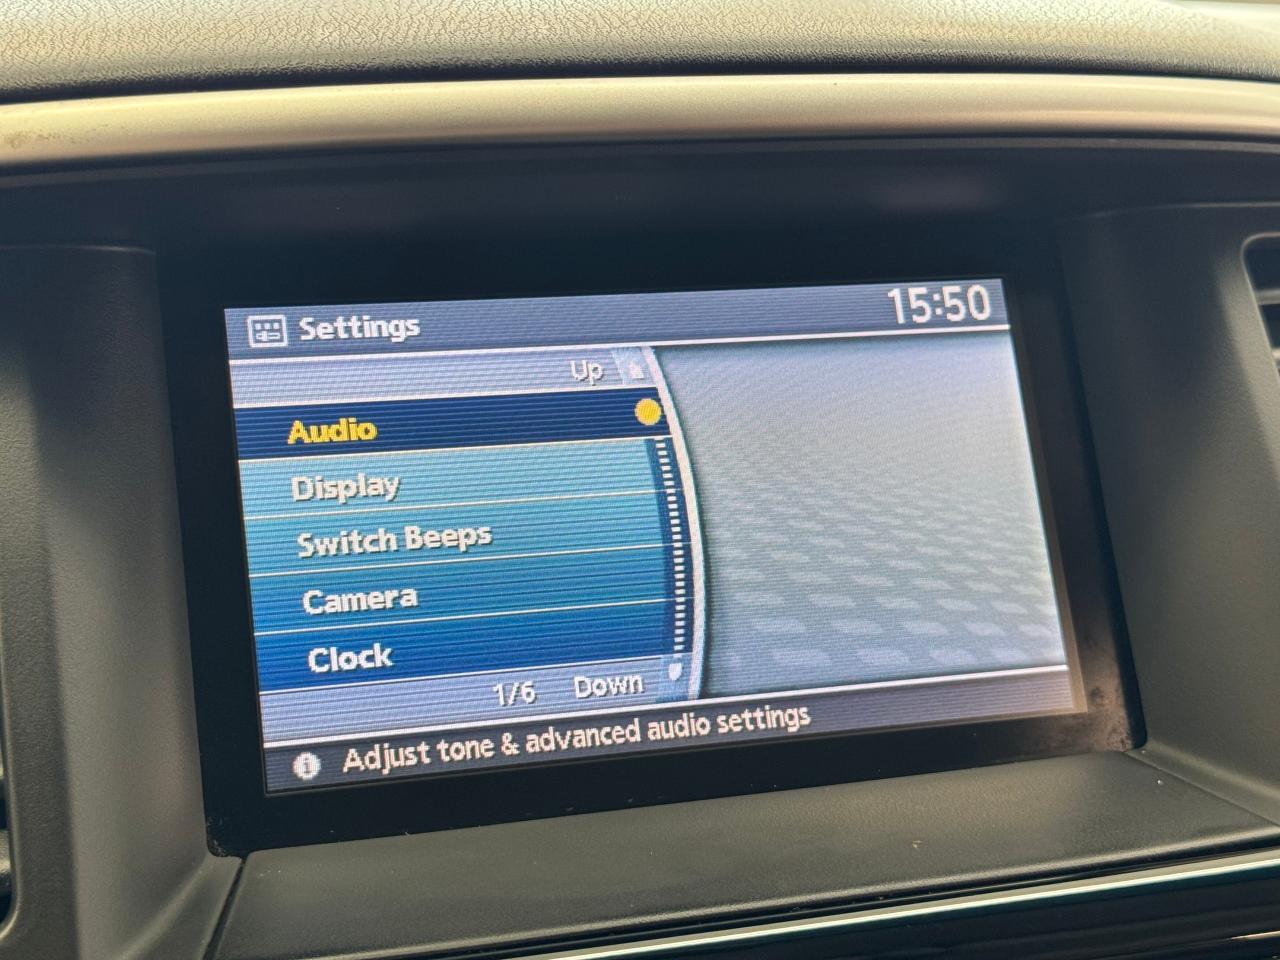 Settings
15:50
Up
Audio
Display
Switch Beeps
Camera
Clock
1/6 Down
Adjust tone & advanced audio settings